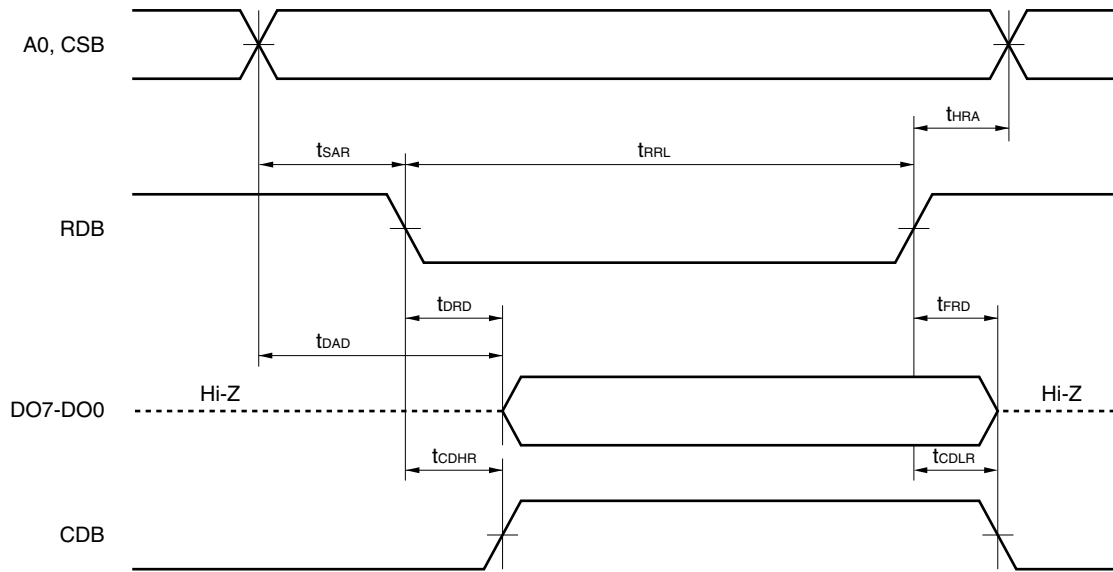 A0, CSB
tHRA
tSAR
tRRL
RDB
tDRD
tFRD
tDAD
Hi-Z
Hi-Z
DO7-DO0
tCDHR
tCDLR
CDB